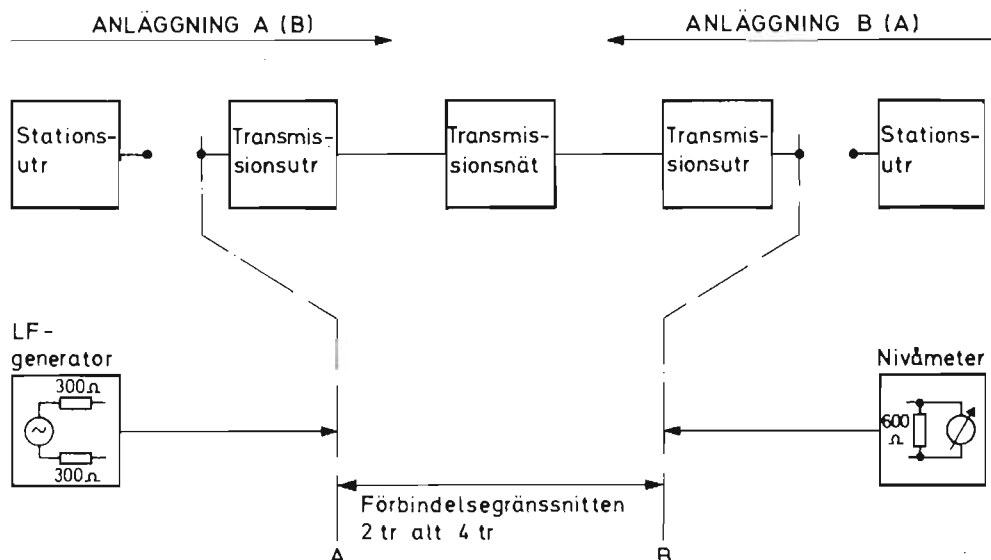 ANLÄGGNING A (B)
ANLÄGGNING B (A)
Stations-
utr
Transmis-
sionsutr
Transmis-
sionsnät
Transmis-
sionsutr
Stations-
utr
LF-
generator
300Ω
~
300Ω
Nivåmeter
600
Ω
Förbindelsegränssnitten
2 tr alt 4 tr
A
B